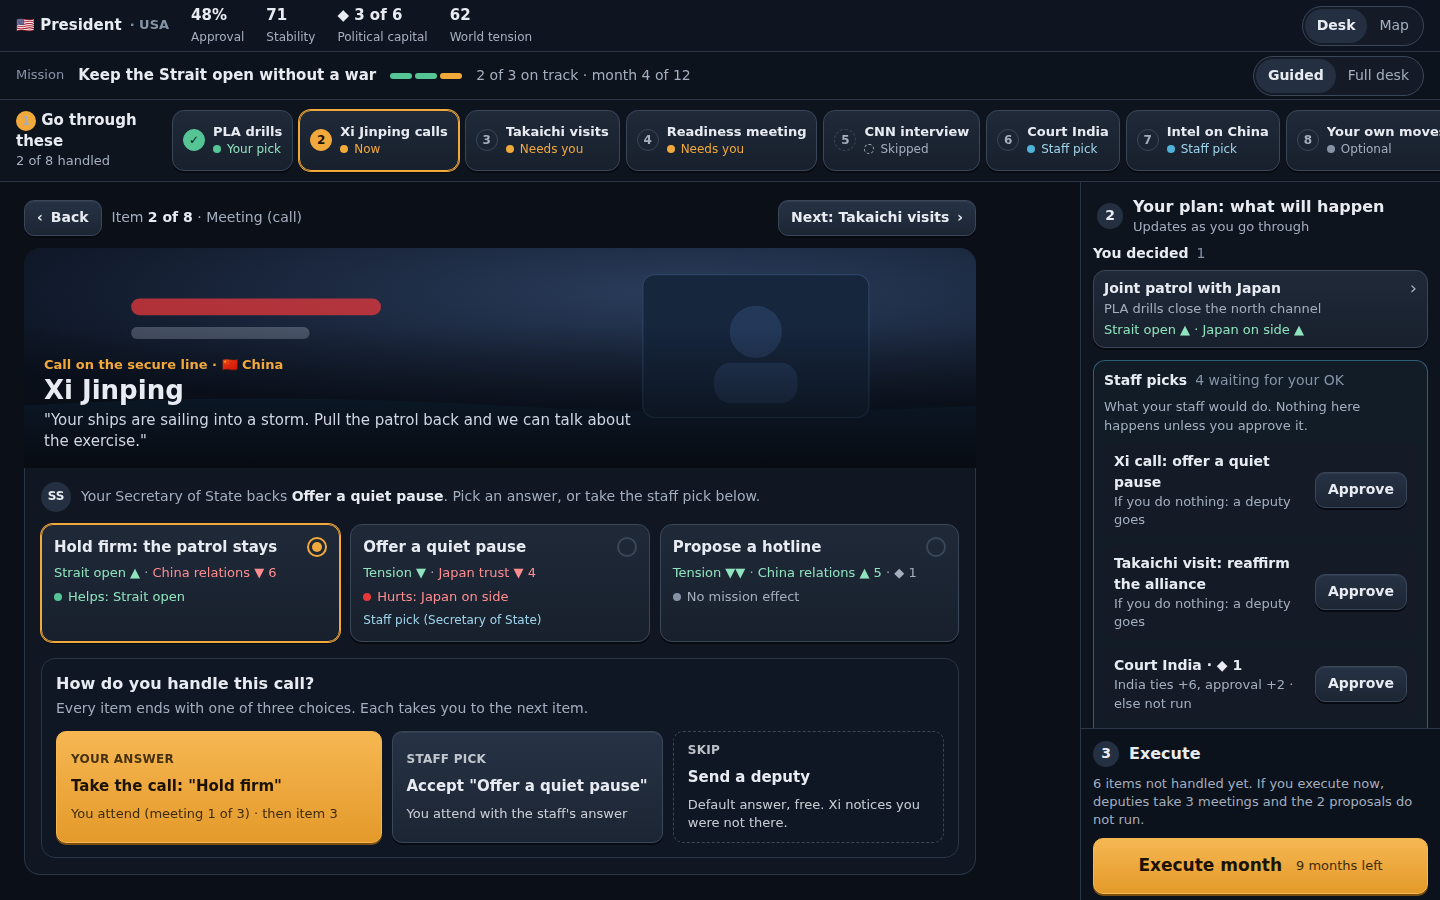 🇺🇸 President · USA
48%
Approval
71
Stability
◆ 3 of 6
Political capital
62
World tension
Desk
Map
Mission
Keep the Strait open without a war
2 of 3 on track · month 4 of 12
Guided
Full desk
Go through these
2 of 8 handled
✓
PLA drills
Your pick
2
Xi Jinping calls
Now
3
Takaichi visits
Needs you
4
Readiness meeting
Needs you
5
CNN interview
Skipped
6
Court India
Staff pick
7
Intel on China
Staff pick
8
Your own moves
Optional
‹ Back
Item 2 of 8 · Meeting (call)
Next: Takaichi visits ›
Call on the secure line · 🇨🇳 China
Xi Jinping
"Your ships are sailing into a storm. Pull the patrol back and we can talk about
the exercise."
SS
Your Secretary of State backs Offer a quiet pause. Pick an answer, or take the staff pick below.
Hold firm: the patrol stays
Strait open ▲ · China relations ▼ 6
Helps: Strait open
Offer a quiet pause
Tension ▼ · Japan trust ▼ 4
Hurts: Japan on side
Staff pick (Secretary of State)
Propose a hotline
Tension ▼▼ · China relations ▲ 5 · ◆ 1
No mission effect
How do you handle this call?
Every item ends with one of three choices. Each takes you to the next item.
YOUR ANSWER
Take the call: "Hold firm"
You attend (meeting 1 of 3) · then item 3
STAFF PICK
Accept "Offer a quiet pause"
You attend with the staff's answer
SKIP
Send a deputy
Default answer, free. Xi notices you
were not there.
2
Your plan: what will happen
Updates as you go through
You decided 1
Joint patrol with Japan ›
PLA drills close the north channel
Strait open ▲ · Japan on side ▲
Staff picks 4 waiting for your OK
What your staff would do. Nothing here
happens unless you approve it.
Xi call: offer a quiet
pause
If you do nothing: a deputy
goes
Approve
Takaichi visit: reaffirm
the alliance
If you do nothing: a deputy
goes
Approve
Court India · ◆ 1
India ties +6, approval +2 ·
else not run
Approve
3
Execute
6 items not handled yet. If you execute now,
deputies take 3 meetings and the 2 proposals do
not run.
Execute month 9 months left